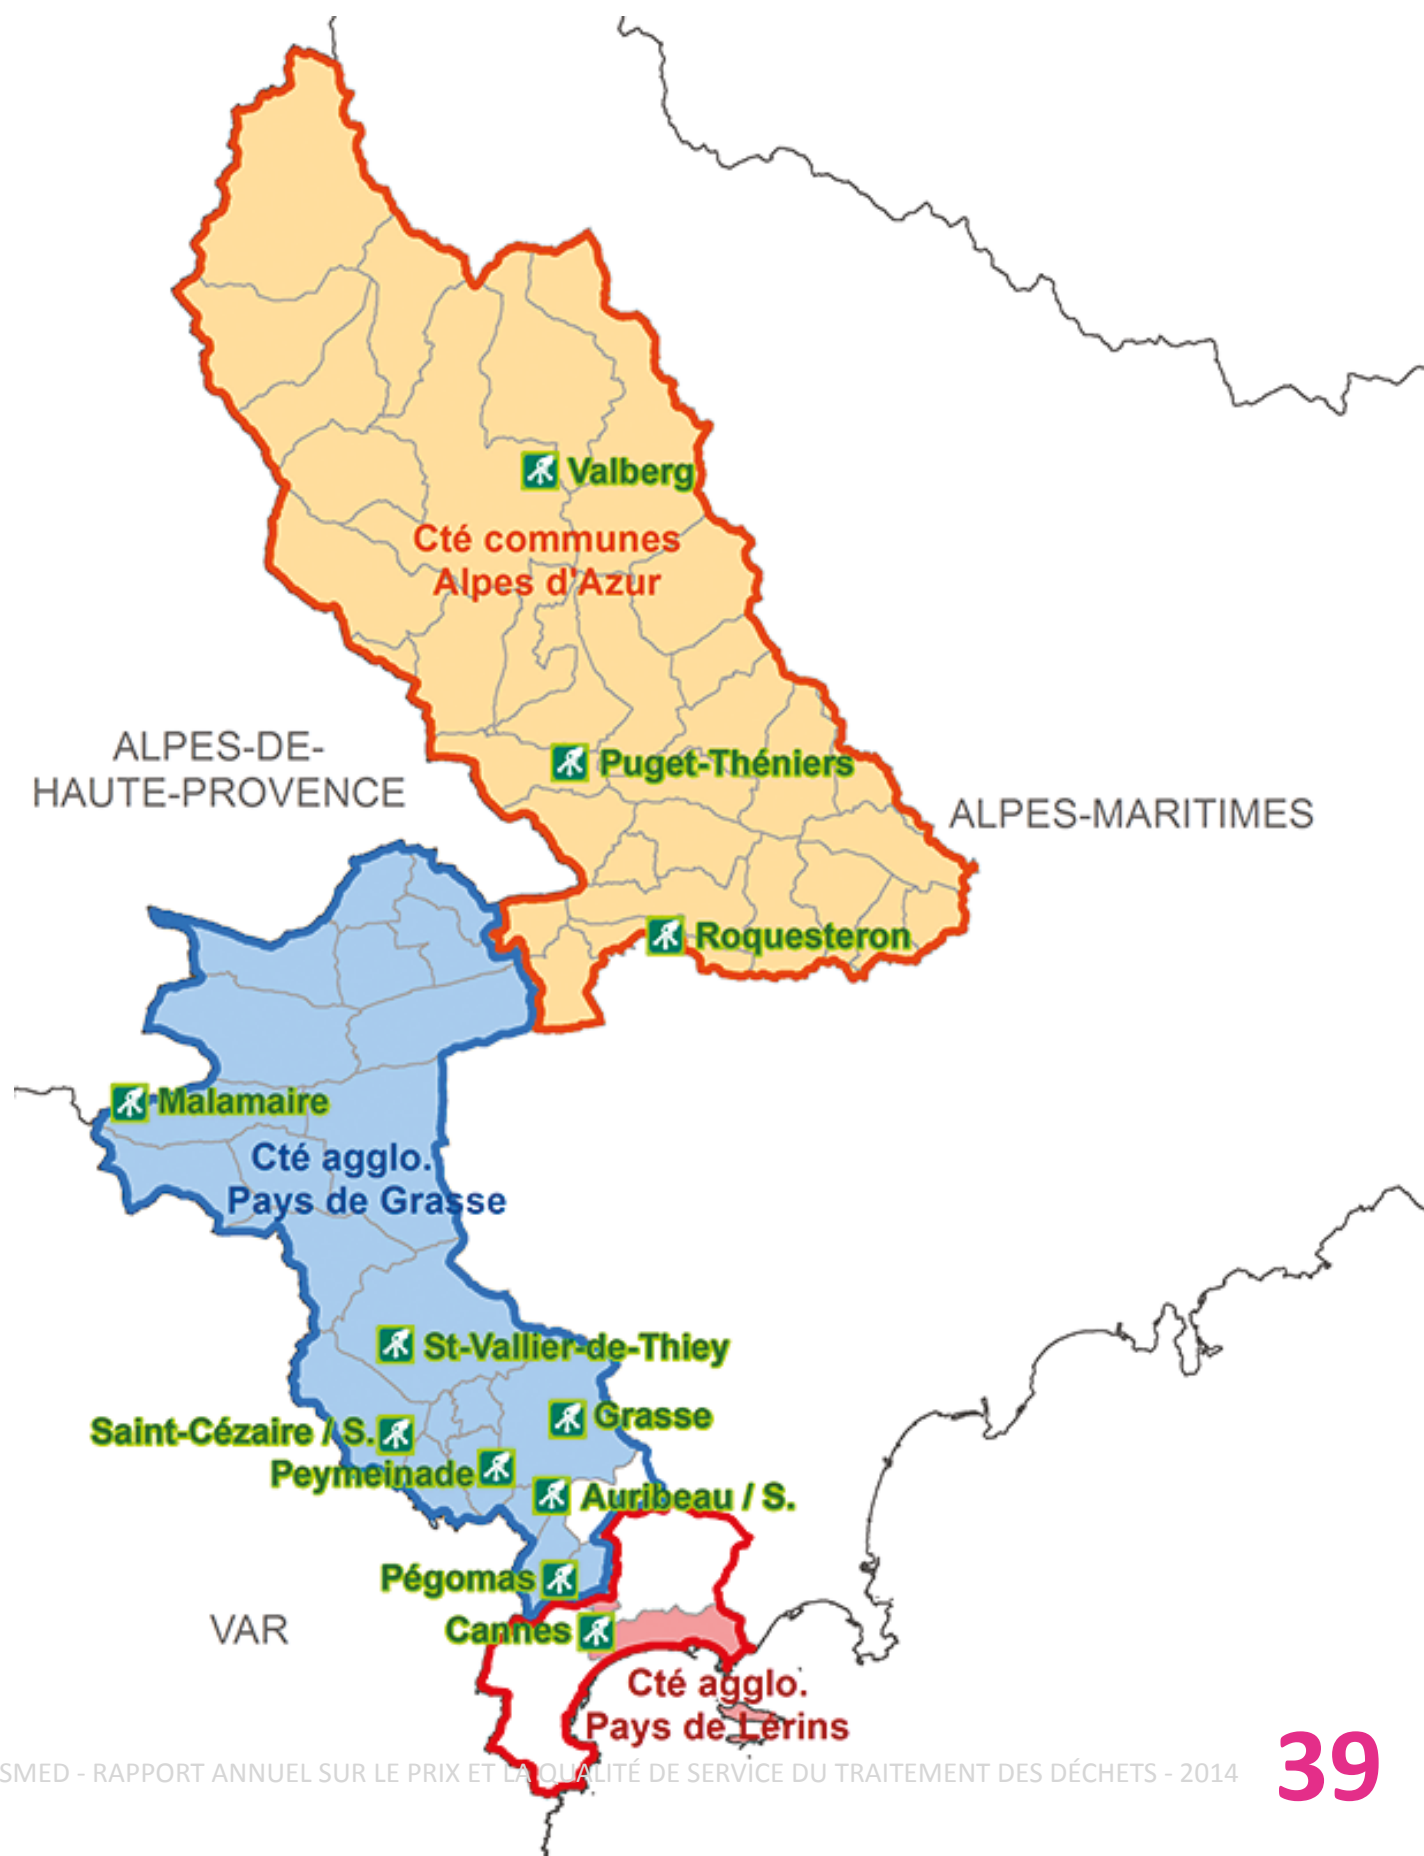 Valberg
Cté communes
Alpes d'Azur
ALPES-DE-
HAUTE-PROVENCE
Puget-Théniers
ALPES-MARITIMES
Roquesteron
Malamaire
Cté agglo.
Pays de Grasse
St-Vallier-de-Thiey
Grasse
Saint-Cézaire / S.
Peymeinade
Auribeau / S.
Pégomas
VAR
Cannes
Cté agglo.
Pays de Lérins
SMED - RAPPORT ANNUEL SUR LE PRIX ET LA QUALITÉ DE SERVICE DU TRAITEMENT DES DÉCHETS - 2014
39